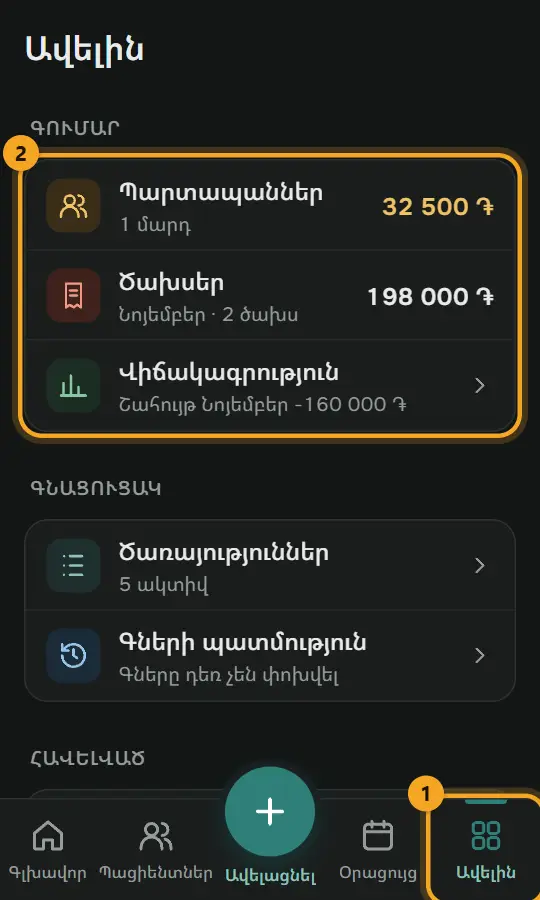 Ավելին
ԳՈՒՄԱՐ
2
Պարտապաններ
32 500 ֏
1 մարդ
Ծախսեր
198 000 ֏
Նոյեմբեր · 2 ծախս
Վիճակագրություն
Շահույթ Նոյեմբեր -160 000 ֏
ԳՆԱՑՈՒՑԱԿ
Ծառայություններ
5 ակտիվ
Գների պատմություն
Գները դեռ չեն փոխվել
ՀԱՎԵԼՎԱԾ
1
Գլխավոր Պացիենտներ Ավելացնել Օրացույց Ավելին